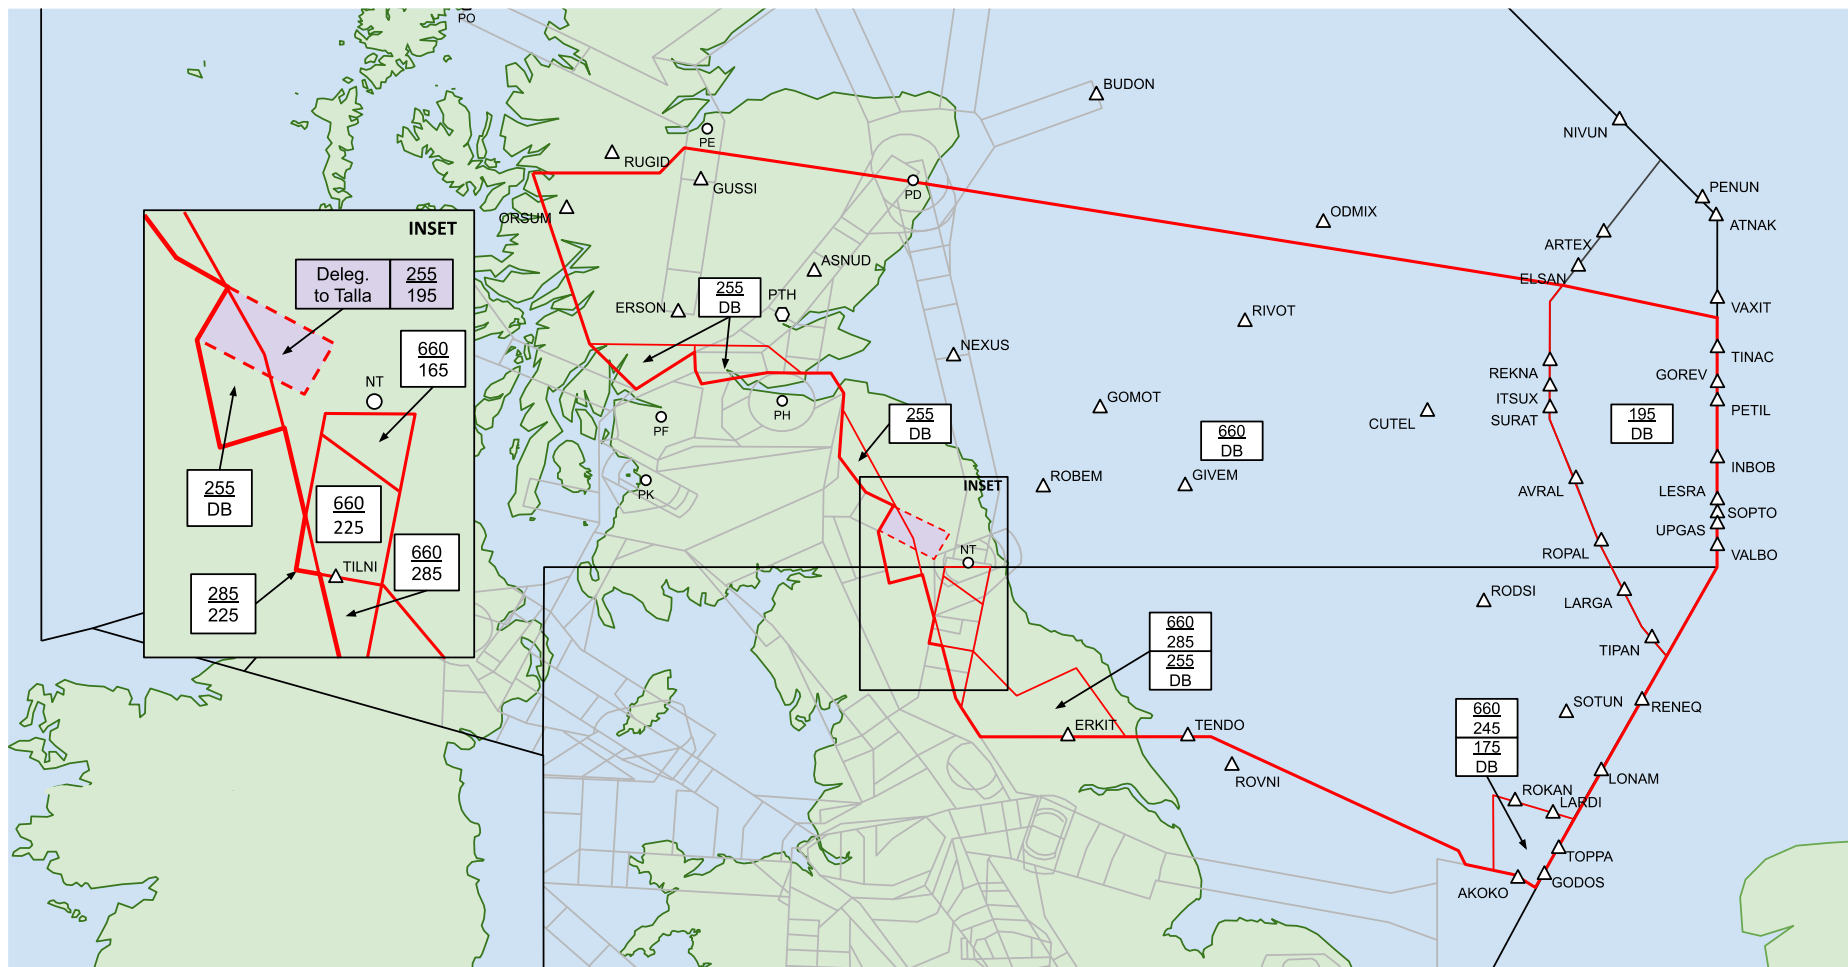 PO
BUDON
NIVUN
PE
RUGID
GUSSI
PD
PENUN
ATNAK
ORSUM
ODMIX
ARTEX
INSET
ASNUD
ELSAN
Deleg.
to Talla
255
195
255
DB
PTH
ERSON
RIVOT
VAXIT
NEXUS
TINAC
660
165
REKNA
GOREV
NT
ITSUX
PH
GOMOT
PETIL
PF
CUTEL
SURAT
255
DB
660
DB
195
DB
INBOB
PK
INSET
ROBEM
GIVEM
AVRAL
LESRA
255
DB
660
225
SOPTO
UPGAS
NT
ROPAL
VALBO
660
285
TILNI
285
225
RODSI
LARGA
660
285
255
DB
TIPAN
SOTUN
RENEQ
ERKIT
TENDO
660
245
175
DB
ROVNI
LONAM
ROKAN
LARDI
TOPPA
AKOKO
GODOS